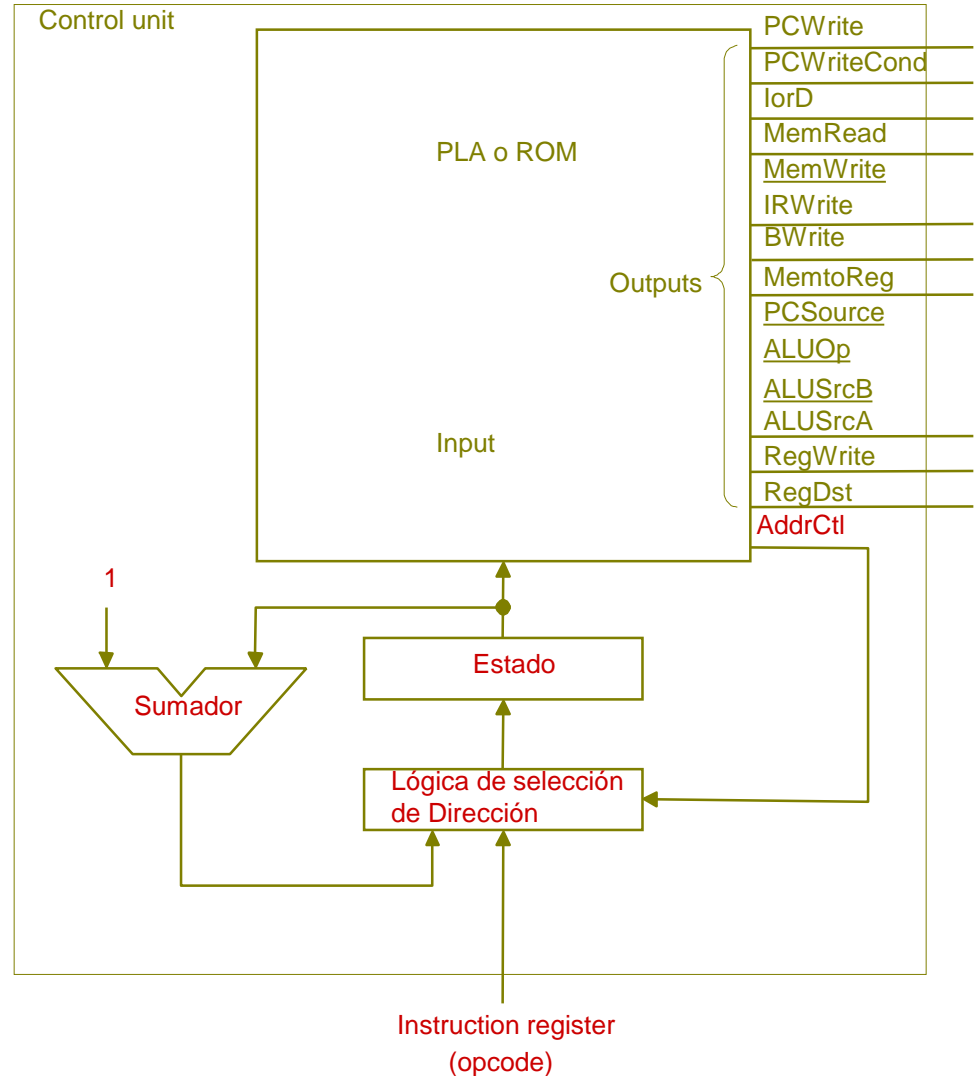 Control unit
PCWrite
PCWriteCond
IorD
MemRead
PLA o ROM
MemWrite
IRWrite
BWrite
Outputs
MemtoReg
PCSource
ALUOp
ALUSrcB
ALUSrcA
Input
RegWrite
RegDst
AddrCtl
1
Estado
Sumador
Lógica de selección
de Dirección
Instruction register
(opcode)